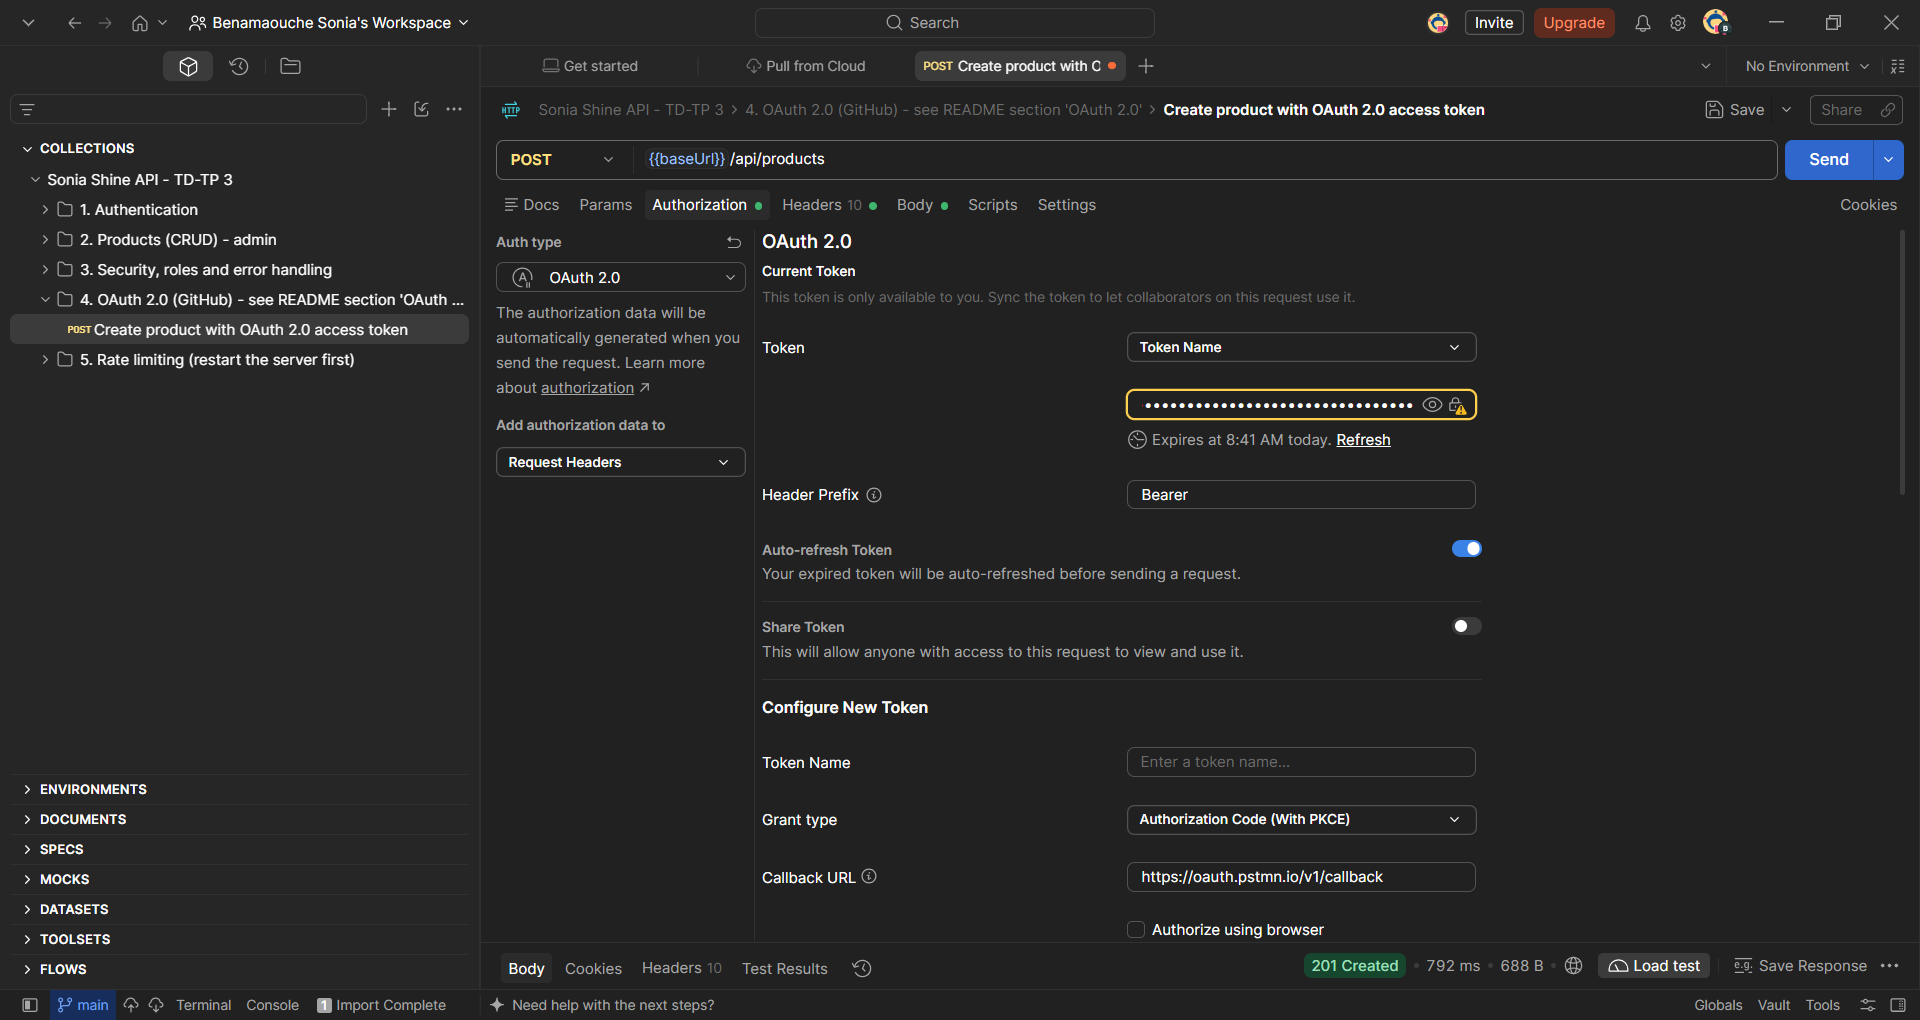 Benamaouche Sonia's Workspace
Search
Invite
Upgrade
Get started
Pull from Cloud
POST Create product with O
No Environment
Sonia Shine API - TD-TP 3 > 4. OAuth 2.0 (GitHub) - see README section 'OAuth 2.0' > Create product with OAuth 2.0 access token
Save
Share
COLLECTIONS
Sonia Shine API - TD-TP 3
1. Authentication
2. Products (CRUD) - admin
3. Security, roles and error handling
4. OAuth 2.0 (GitHub) - see README section 'OAuth ...
POST Create product with OAuth 2.0 access token
5. Rate limiting (restart the server first)
ENVIRONMENTS
DOCUMENTS
SPECS
MOCKS
DATASETS
TOOLSETS
FLOWS
HTTP
POST
{{baseUrl}} /api/products
Send
Docs
Params
Authorization
Headers 10
Body
Scripts
Settings
Cookies
Auth type
OAuth 2.0
The authorization data will be
automatically generated when you
send the request. Learn more
about authorization ↗
Add authorization data to
Request Headers
OAuth 2.0
Current Token
This token is only available to you. Sync the token to let collaborators on this request use it.
Token
Token Name
Expires at 8:41 AM today. Refresh
Header Prefix
Bearer
Auto-refresh Token
Your expired token will be auto-refreshed before sending a request.
Share Token
This will allow anyone with access to this request to view and use it.
Configure New Token
Token Name
Enter a token name...
Grant type
Authorization Code (With PKCE)
Callback URL
https://oauth.pstmn.io/v1/callback
Authorize using browser
Body
Cookies
Headers 10
Test Results
201 Created • 792 ms • 688 B
Load test
e.g. Save Response
main
Terminal
Console
1 Import Complete
Need help with the next steps?
Globals
Vault
Tools